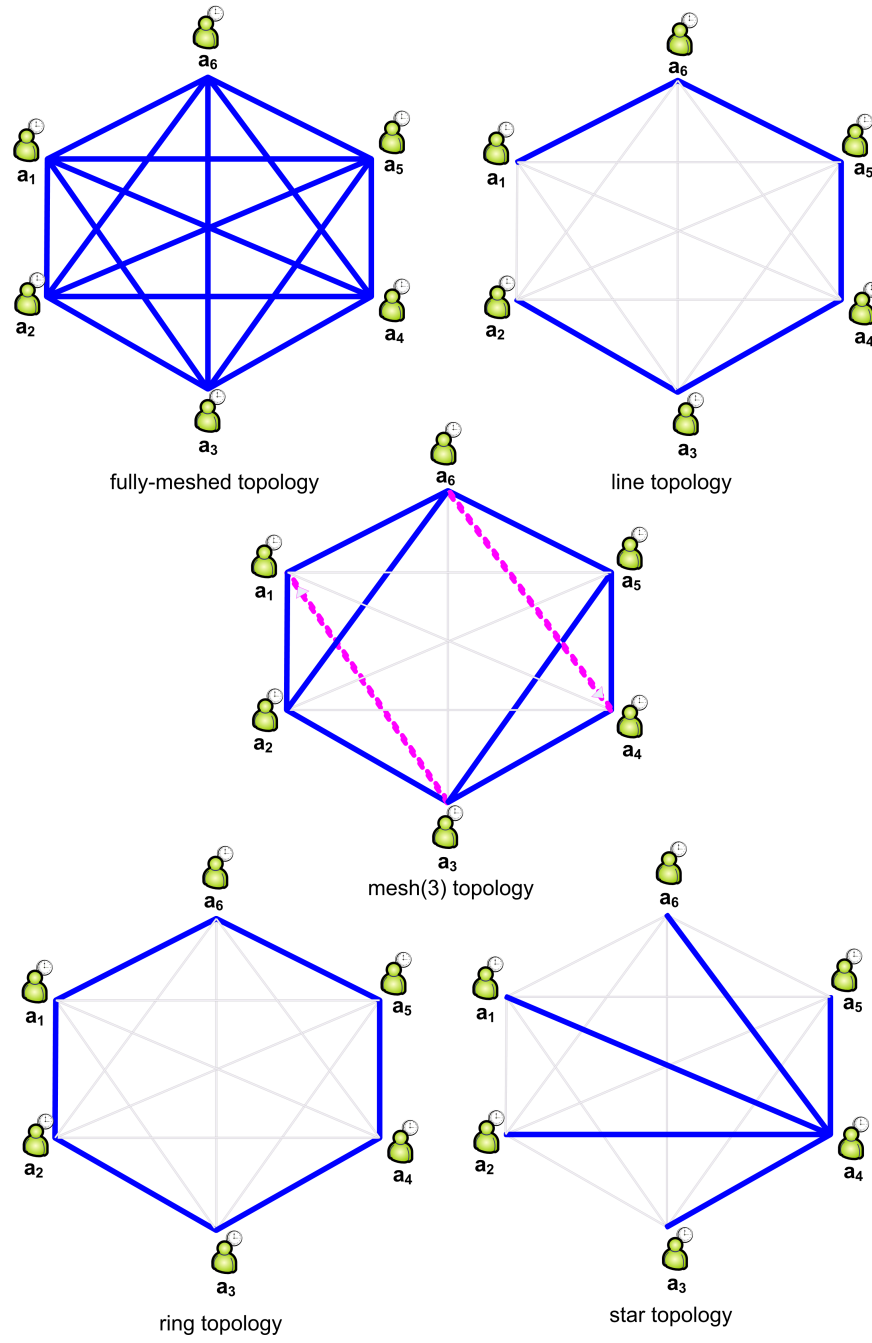 a6
a1
a5
a2
a4
a3
fully-meshed topology
a6
a1
a5
a2
a4
a3
line topology
a6
a1
a5
a2
a4
a3
mesh(3) topology
a6
a1
a5
a2
a4
a3
ring topology
a6
a1
a5
a2
a4
a3
star topology